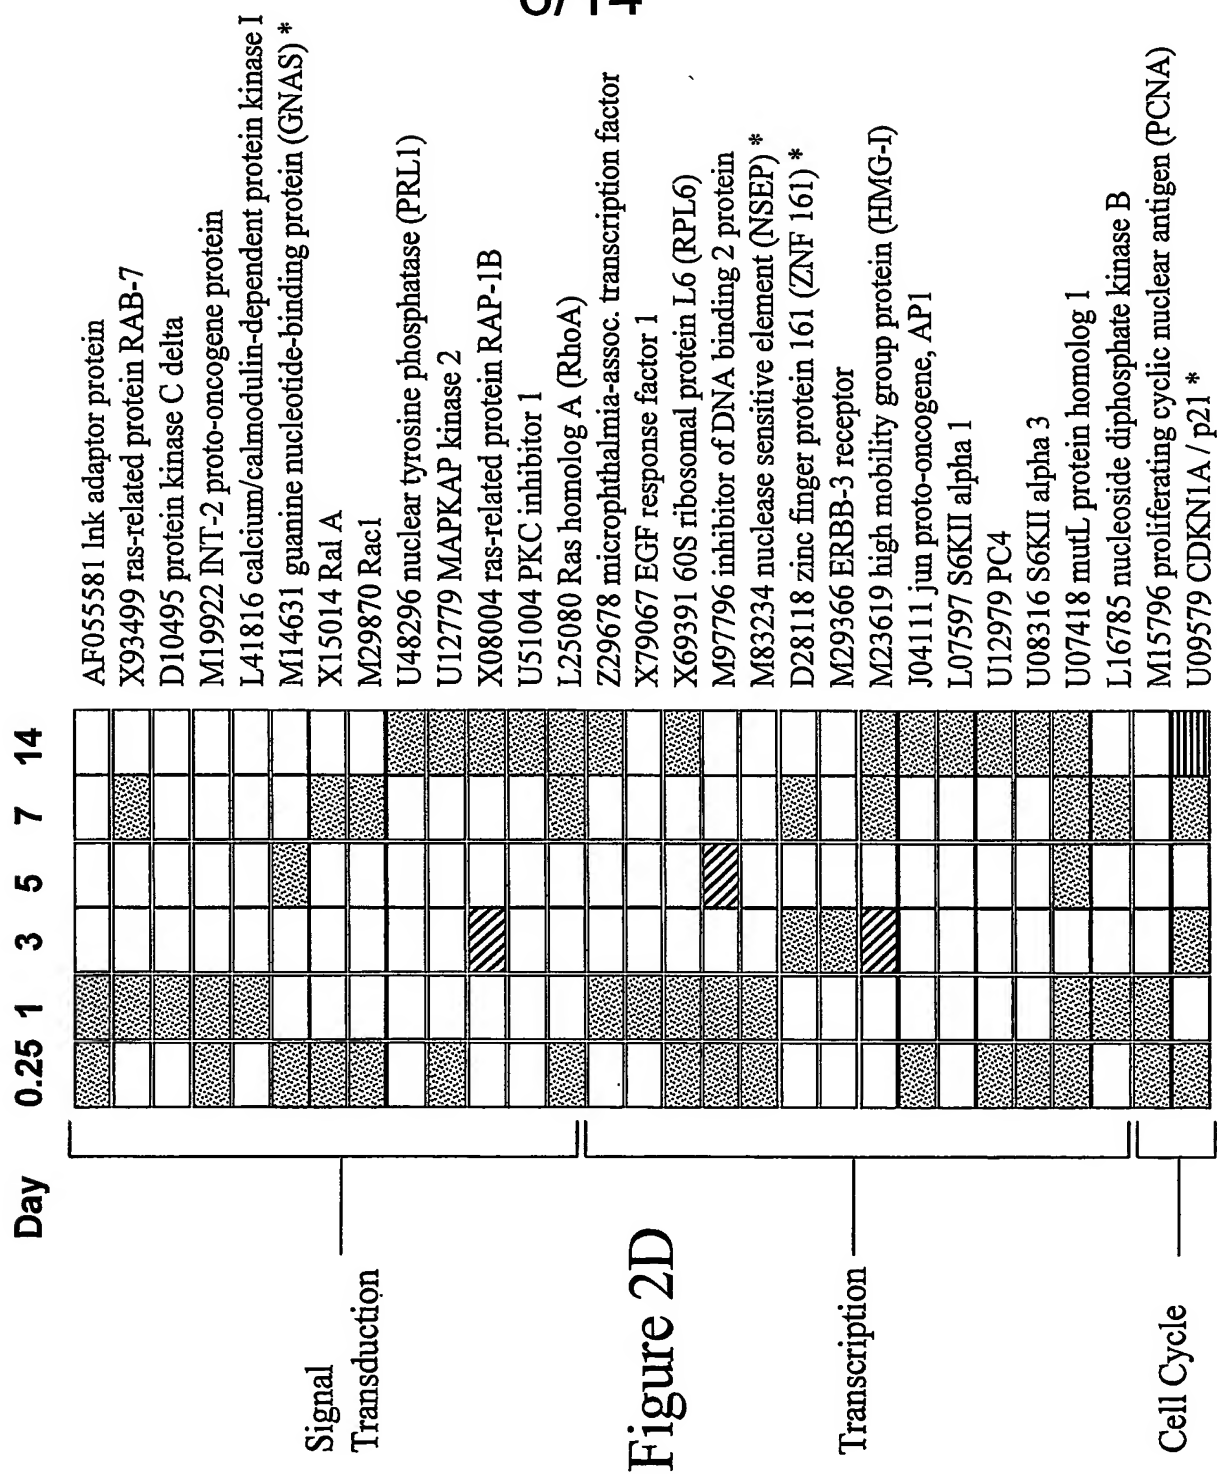 6/14
Day 0.25 1 3 5 7 14
Signal
Transduction
AF055581 lnk adaptor protein
X93499 ras-related protein RAB-7
D10495 protein kinase C delta
M19922 INT-2 proto-oncogene protein
L41816 calcium/calmodulin-dependent protein kinase I
M14631 guanine nucleotide-binding protein (GNAS) *
X15014 Ral A
M29870 Rac1
U48296 nuclear tyrosine phosphatase (PRL1)
U12779 MAPKAP kinase 2
X08004 ras-related protein RAP-1B
U51004 PKC inhibitor 1
L25080 Ras homolog A (RhoA)
Transcription
Z29678 microphthalmia-assoc. transcription factor
X79067 EGF response factor 1
X69391 60S ribosomal protein L6 (RPL6)
M97796 inhibitor of DNA binding 2 protein
M83234 nuclease sensitive element (NSEP) *
D28118 zinc finger protein 161 (ZNF 161) *
M29366 ERBB-3 receptor
M23619 high mobility group protein (HMG-I)
J04111 jun proto-oncogene, AP1
L07597 S6KII alpha 1
U12979 PC4
U08316 S6KII alpha 3
U07418 mutL protein homolog 1
L16785 nucleoside diphosphate kinase B
Cell Cycle
M15796 proliferating cyclic nuclear antigen (PCNA)
U09579 CDKN1A / p21 *
Figure 2D